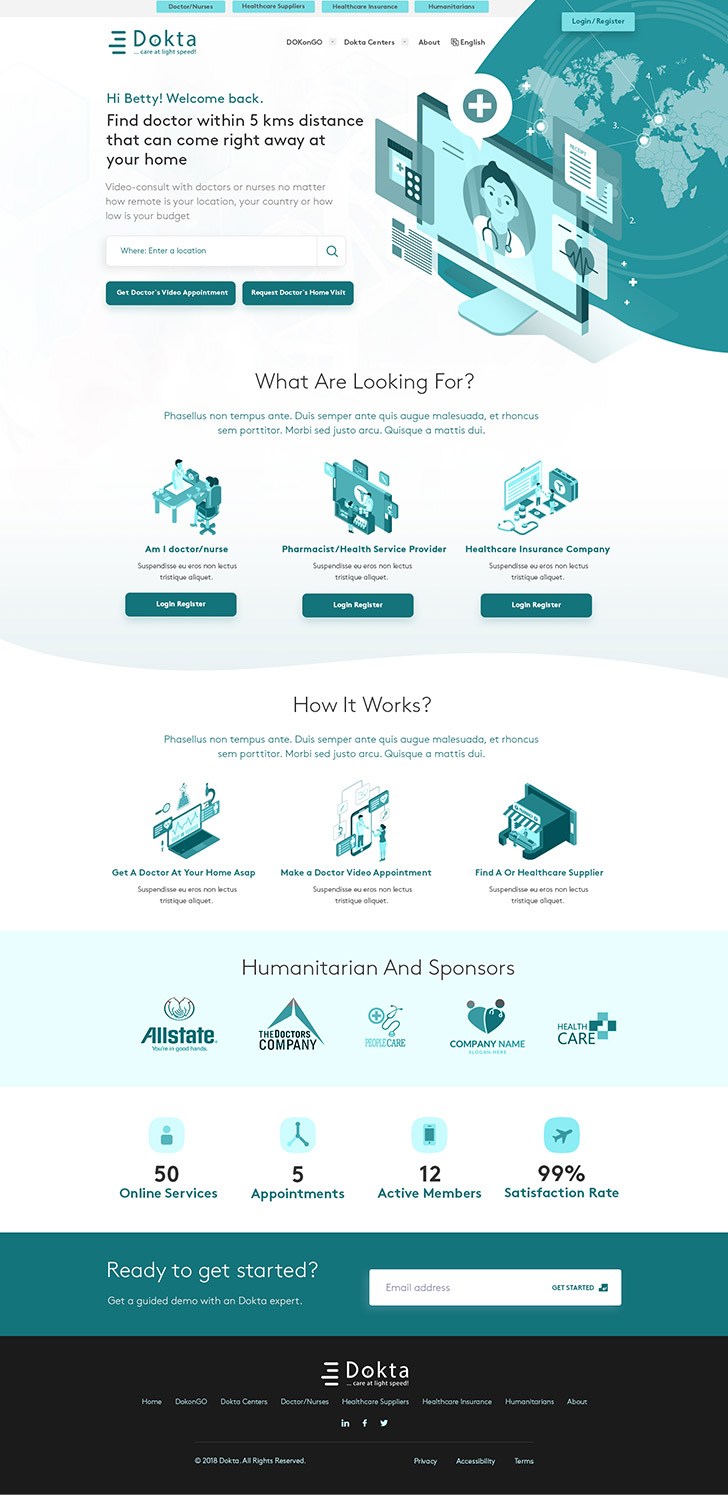 Doctor/Nurses
Healthcare Suppliers
Healthcare Insurance
Humanitarians
Login / Register
Dokta
... care at light speed!
DOKonGO
Dokta Centers
About
English
Hi Betty! Welcome back.
Find doctor within 5 kms distance
that can come right away at
your home
Video-consult with doctors or nurses no matter
how remote is your location, your country or how
low is your budget
Where: Enter a location
Get Doctor's Video Appointment
Request Doctor's Home Visit
RECEIPT
4.
3.
2.
What Are Looking For?
Phasellus non tempus ante. Duis semper ante quis augue malesuada, et rhoncus
sem porttitor. Morbi sed justo arcu. Quisque a mattis dui.
Am I doctor/nurse
Suspendisse eu eros non lectus
tristique aliquet.
Login Register
Pharmacist/Health Service Provider
Suspendisse eu eros non lectus
tristique aliquet.
Login Register
Healthcare Insurance Company
Suspendisse eu eros non lectus
tristique aliquet.
Login Register
How It Works?
Phasellus non tempus ante. Duis semper ante quis augue malesuada, et rhoncus
sem porttitor. Morbi sed justo arcu. Quisque a mattis dui.
Get A Doctor At Your Home Asap
Suspendisse eu eros non lectus
tristique aliquet.
Make a Doctor Video Appointment
Suspendisse eu eros non lectus
tristique aliquet.
Find A Or Healthcare Supplier
Suspendisse eu eros non lectus
tristique aliquet.
Humanitarian And Sponsors
Allstate.
You're in good hands.
THE DOCTORS
COMPANY
PEOPLE CARE
COMPANY NAME
SLOGAN HERE
HEALTH
CARE
50
Online Services
5
Appointments
12
Active Members
99%
Satisfaction Rate
Ready to get started?
Get a guided demo with an Dokta expert.
Email address
GET STARTED
Dokta
... care at light speed!
Home
DokonGO
Dokta Centers
Doctor/Nurses
Healthcare Suppliers
Healthcare Insurance
Humanitarians
About
© 2018 Dokta. All Rights Reserved.
Privacy
Accessibility
Terms